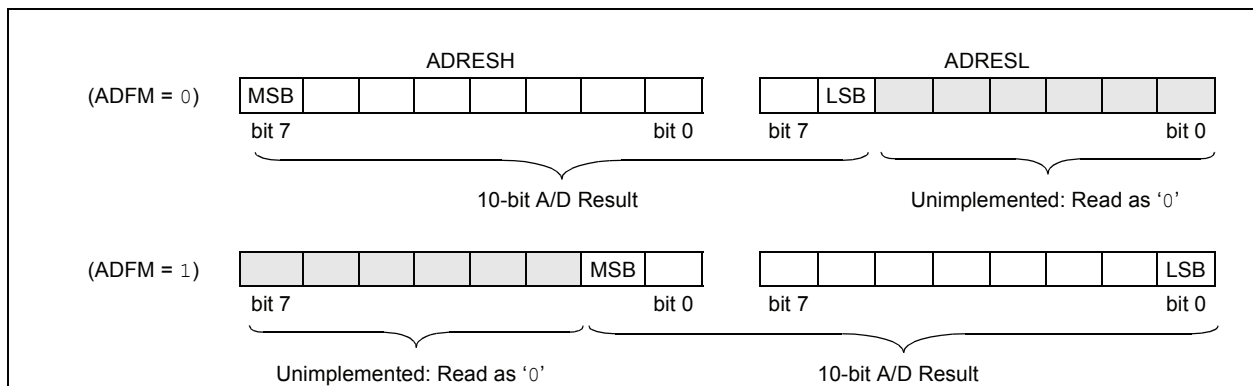 ADRESH ADRESL
(ADFM = 0) MSB LSB
bit 7 bit 0 bit 7 bit 0
10-bit A/D Result Unimplemented: Read as ‘0’
(ADFM = 1) MSB LSB
bit 7 bit 0 bit 7 bit 0
Unimplemented: Read as ‘0’ 10-bit A/D Result